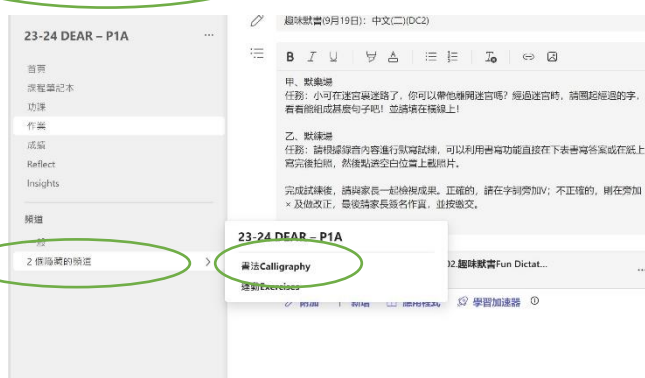 23-24 DEAR – P1A
...
首頁
課程筆記本
功課
作業
成績
Reflect
Insights
頻道
一般
2 個隱藏的頻道
趣味默書(9月19日)：中文(二)(DC2)
B I U
甲、默樂場
任務：小可在迷宮裏迷路了，你可以帶他離開迷宮嗎？經過迷宮時，請圈起經過的字，
看看能組成甚麼句子吧！並請填在橫線上！
乙、默練場
任務：請根據錄音內容進行默寫試練，可以利用書寫功能直接在下表書寫答案或在紙上
寫完後拍照，然後點選空白位置上載照片。
完成試練後，請與家長一起檢視成果。正確的，請在字詞旁加V；不正確的，則在旁加
× 及做改正，最後請家長簽名作實，並按繳交。
23-24 DEAR – P1A
書法Calligraphy
運動Exercises
02.趣味默書Fun Dictat...
...
附加
新增
應用程式
學習加速器